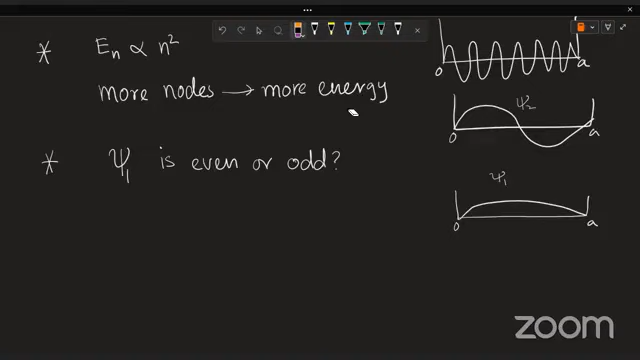 * Eₙ ∝ n²
more nodes ⟶ more energy
* ψ₁ is even or odd?
0 a
ψ₂
0 a
ψ₁
0 a
zoom